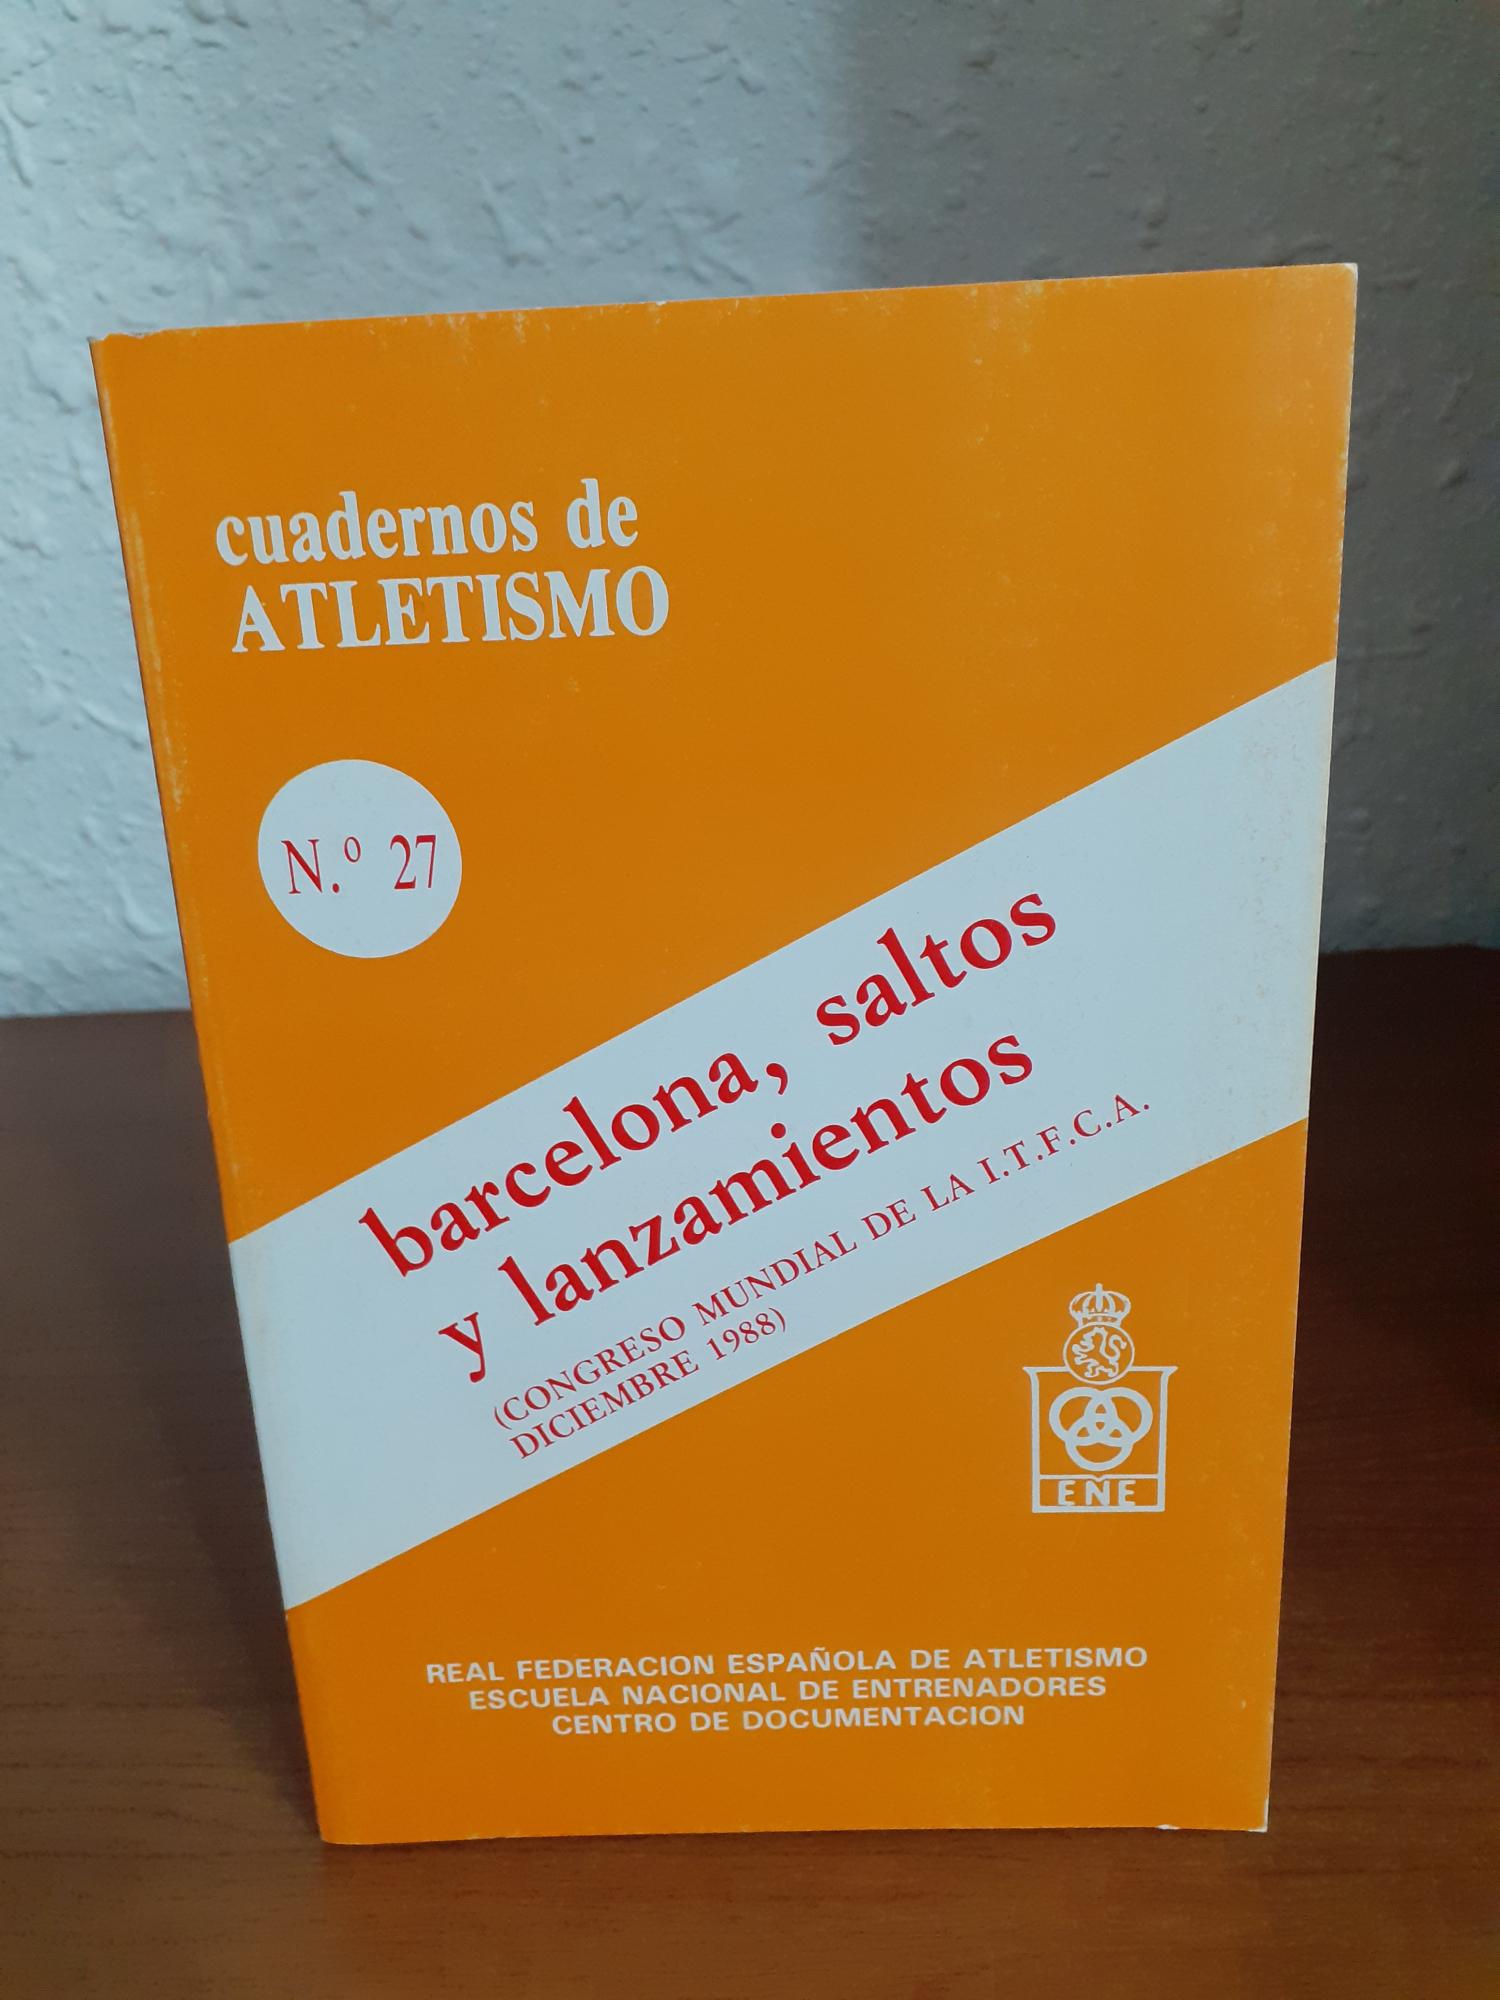 cuadernos de
ATLETISMO
N.º 27
barcelona, saltos
y lanzamientos
(CONGRESO MUNDIAL DE LA I.T.F.C.A.
DICIEMBRE 1988)
ENE
REAL FEDERACION ESPAÑOLA DE ATLETISMO
ESCUELA NACIONAL DE ENTRENADORES
CENTRO DE DOCUMENTACION